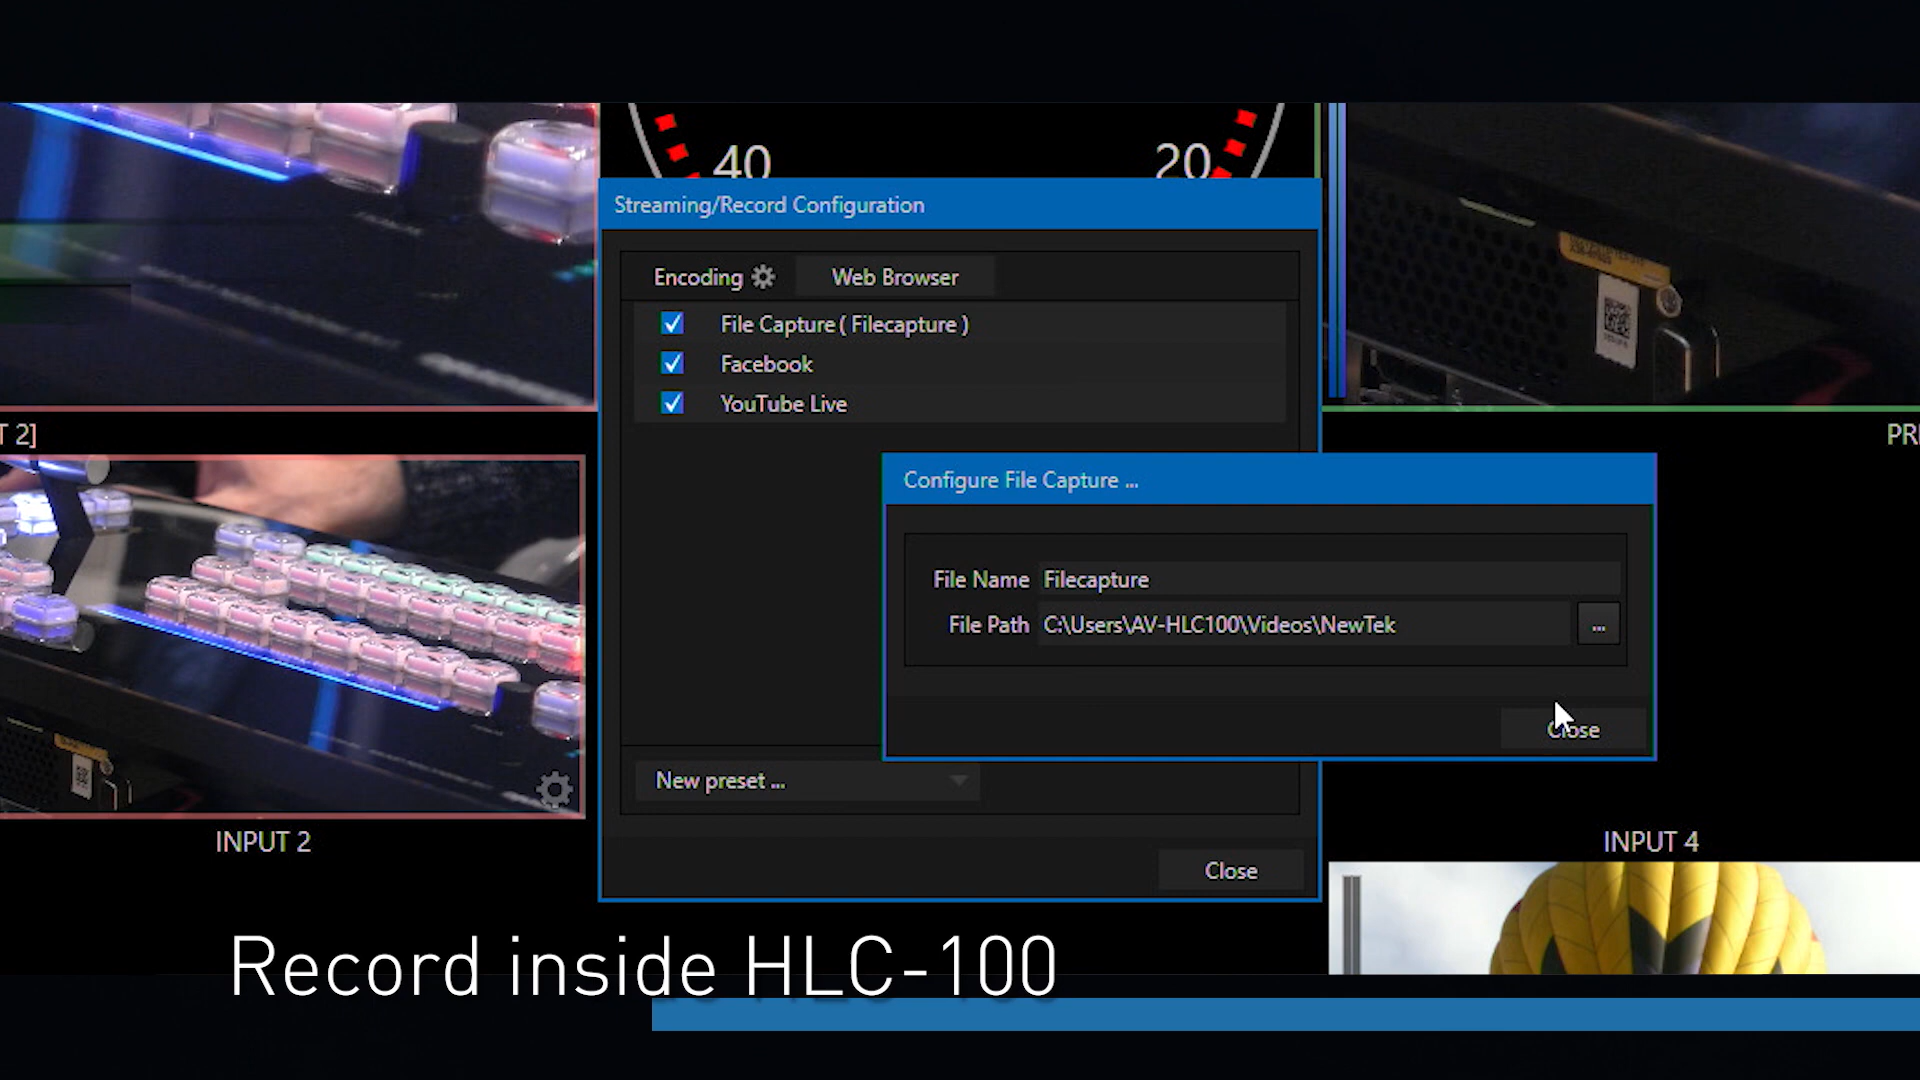 40
20
Streaming/Record Configuration
Encoding
Web Browser
File Capture ( Filecapture )
Facebook
YouTube Live
T 2]
PR
Configure File Capture ...
File Name Filecapture
File Path C:\Users\AV-HLC100\Videos\NewTek
...
Close
New preset ...
INPUT 2
INPUT 4
Close
Record inside HLC-100